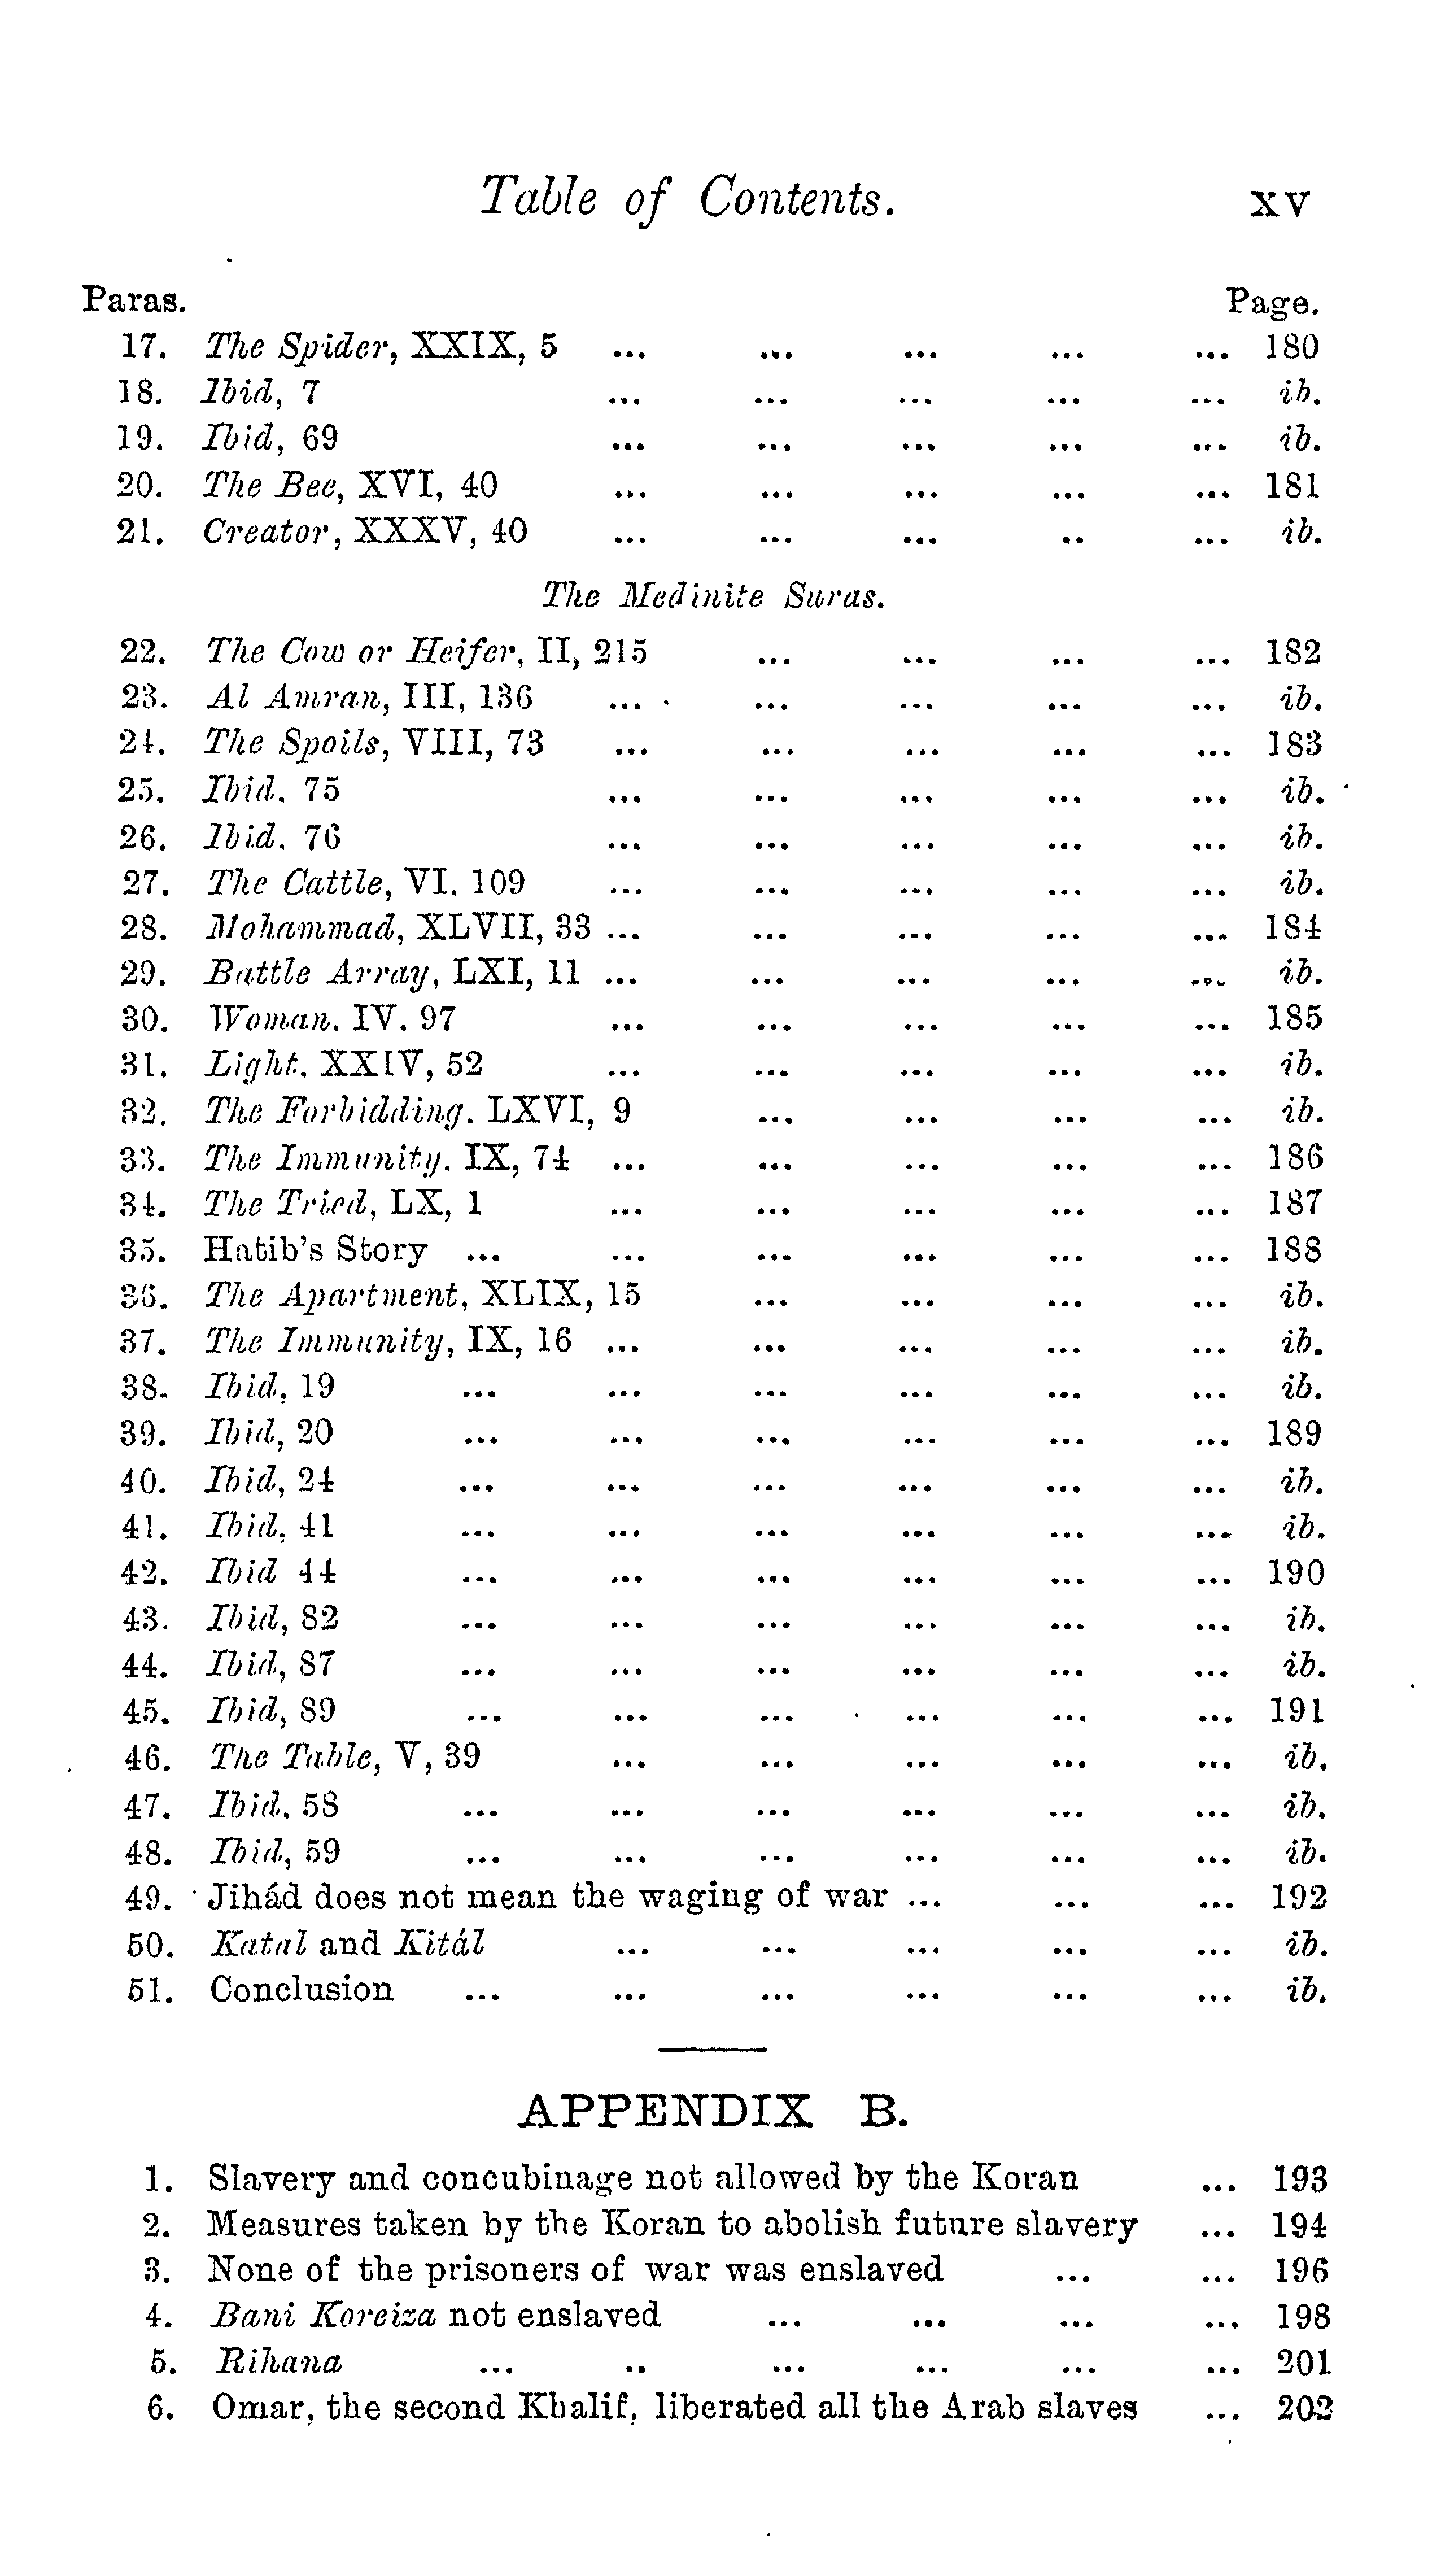 Table of Contents. xv
Paras. Page.
17. The Spider, XXIX, 5 ... ... ... ... ... 180
18. Ibid, 7 ... ... ... ... ... ib.
19. Ibid, 69 ... ... ... ... ... ib.
20. The Bee, XVI, 40 ... ... ... ... ... 181
21. Creator, XXXV, 40 ... ... ... .. ... ib.
The Medinite Suras.
22. The Cow or Heifer, II, 215 ... ... ... ... 182
23. Al Amran, III, 136 ... ... ... ... ... ib.
24. The Spoils, VIII, 73 ... ... ... ... ... 183
25. Ibid. 75 ... ... ... ... ... ib.
26. Ibid. 76 ... ... ... ... ... ib.
27. The Cattle, VI. 109 ... ... ... ... ... ib.
28. Mohammad, XLVII, 33 ... ... ... ... ... 184
29. Battle Array, LXI, 11 ... ... ... ... ... ib.
30. Woman. IV. 97 ... ... ... ... ... 185
31. Light. XXIV, 52 ... ... ... ... ... ib.
32. The Forbidding. LXVI, 9 ... ... ... ... ib.
33. The Immunity. IX, 74 ... ... ... ... ... 186
34. The Tried, LX, 1 ... ... ... ... ... 187
35. Hatib's Story ... ... ... ... ... ... 188
36. The Apartment, XLIX, 15 ... ... ... ... ib.
37. The Immunity, IX, 16 ... ... ... ... ... ib.
38. Ibid, 19 ... ... ... ... ... ... ib.
39. Ibid, 20 ... ... ... ... ... ... 189
40. Ibid, 24 ... ... ... ... ... ... ib.
41. Ibid, 41 ... ... ... ... ... ... ib.
42. Ibid 44 ... ... ... ... ... ... 190
43. Ibid, 82 ... ... ... ... ... ... ib.
44. Ibid, 87 ... ... ... ... ... ... ib.
45. Ibid, 89 ... ... ... ... ... ... 191
46. The Table, V, 39 ... ... ... ... ... ib.
47. Ibid, 58 ... ... ... ... ... ... ib.
48. Ibid, 59 ... ... ... ... ... ... ib.
49. Jihád does not mean the waging of war ... ... ... 192
50. Katal and Kitál ... ... ... ... ... ib.
51. Conclusion ... ... ... ... ... ... ib.
APPENDIX B.
1. Slavery and concubinage not allowed by the Koran ... 193
2. Measures taken by the Koran to abolish future slavery ... 194
3. None of the prisoners of war was enslaved ... ... 196
4. Bani Koreiza not enslaved ... ... ... ... 198
5. Rihana ... .. ... ... ... ... 201
6. Omar, the second Khalif, liberated all the Arab slaves ... 202